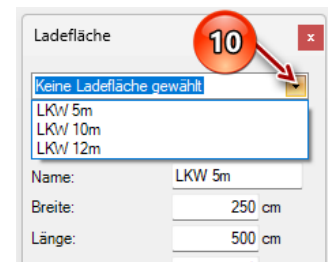 Ladefläche
10
x
Keine Ladefläche gewählt
LKW 5m
LKW 10m
LKW 12m
Name: LKW 5m
Breite: 250 cm
Länge: 500 cm